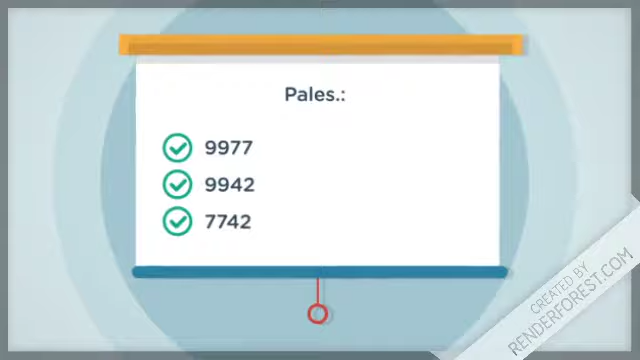 Pales.:
9977
9942
7742
CREATED BY
RENDERFOREST.COM